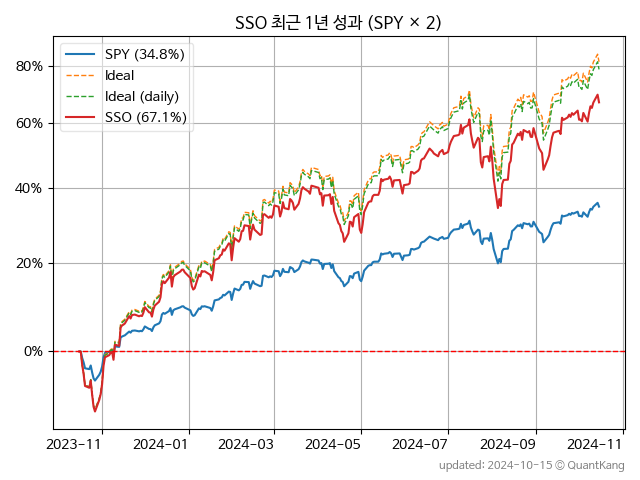 SSO 최근 1년 성과 (SPY × 2)
SPY (34.8%)
Ideal
Ideal (daily)
SSO (67.1%)
80%
60%
40%
20%
0%
2023-11 2024-01 2024-03 2024-05 2024-07 2024-09 2024-11
updated: 2024-10-15 © QuantKang